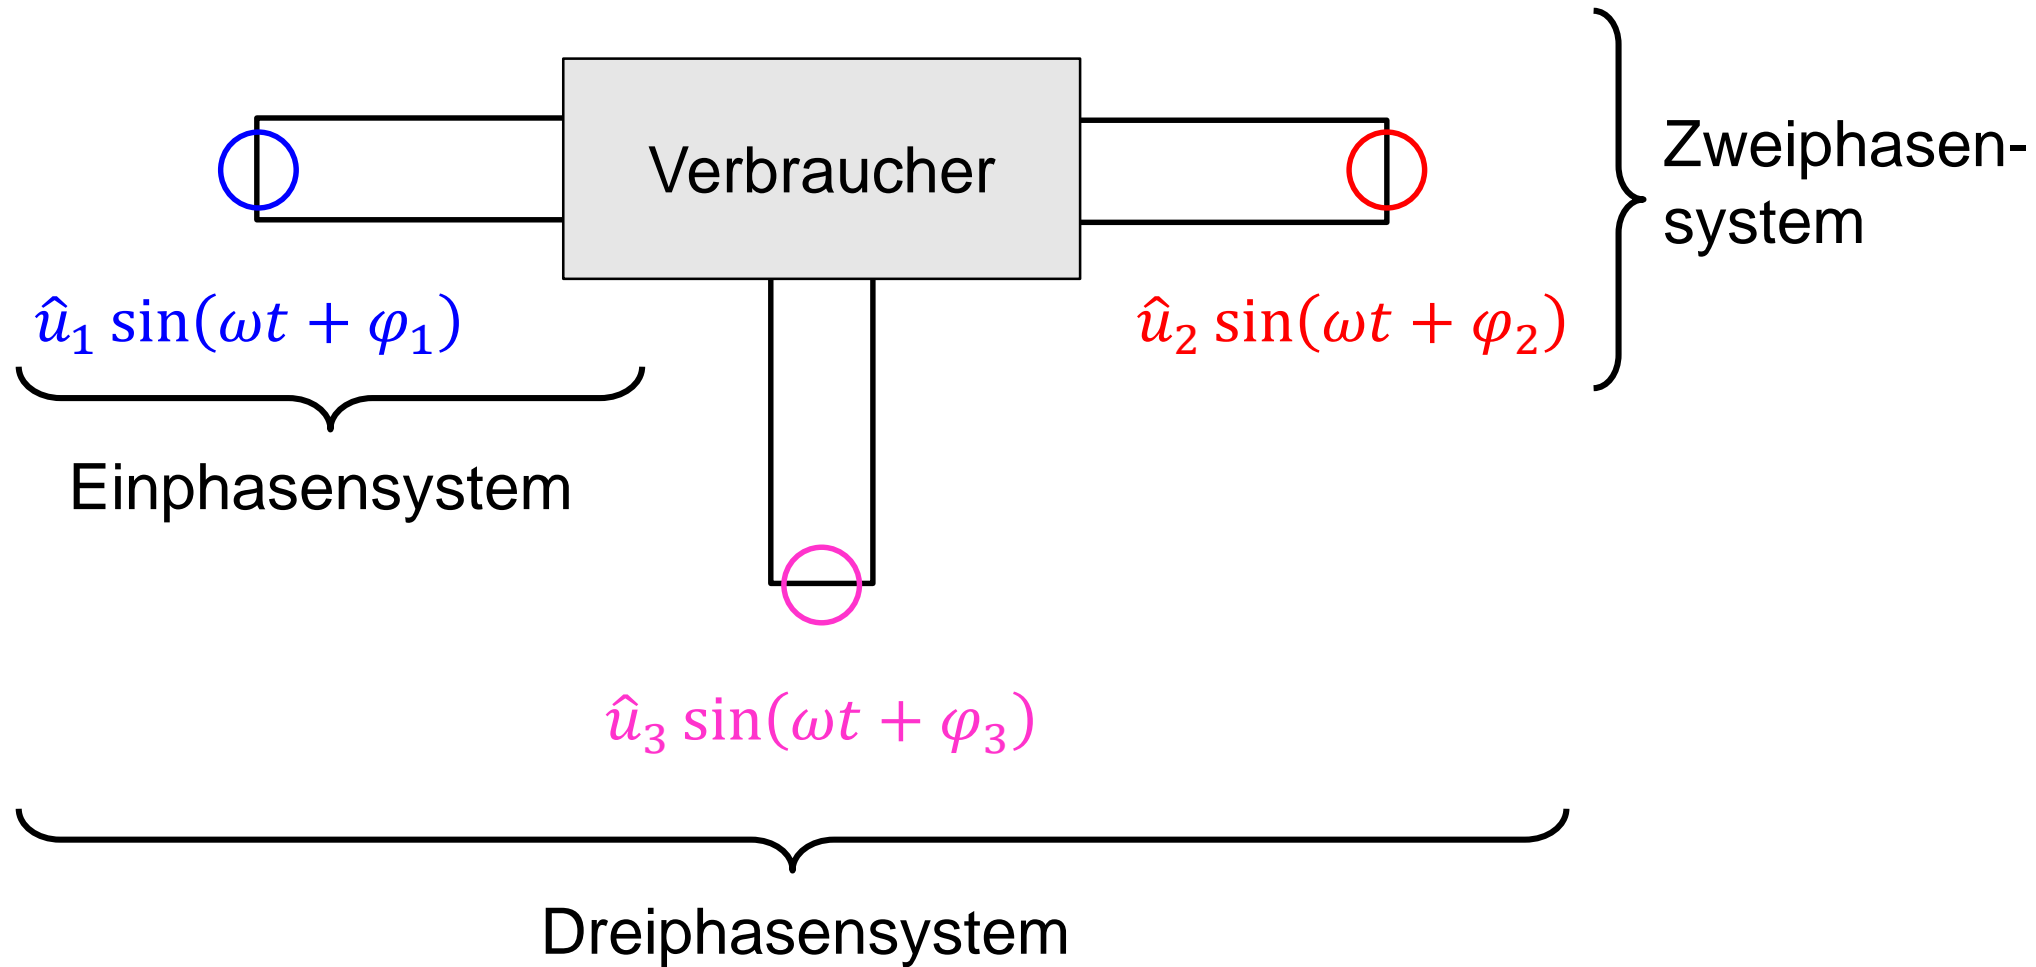 Verbraucher
Zweiphasen-
system
û₁ sin(ωt + φ₁)
û₂ sin(ωt + φ₂)
Einphasensystem
û₃ sin(ωt + φ₃)
Dreiphasensystem